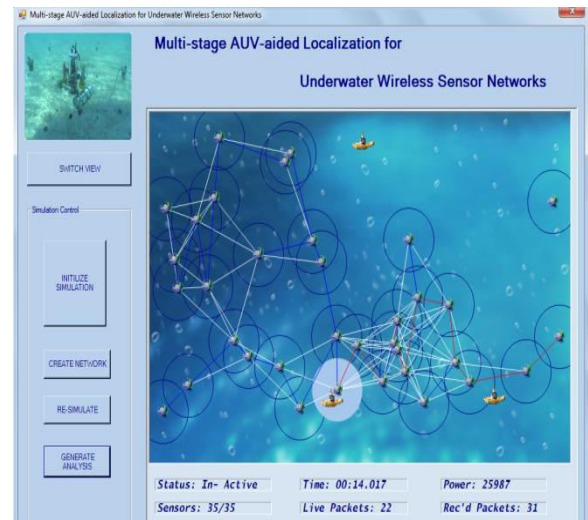 Multi-stage AUV-aided Localization for Underwater Wireless Sensor Networks
Multi-stage AUV-aided Localization for
Underwater Wireless Sensor Networks
SWITCH VIEW
Simulation Control
INITILIZE
SIMULATION
CREATE NETWORK
RE-SIMULATE
GENERATE
ANALYSIS
Status: In- Active
Time: 00:14.017
Power: 25987
Sensors: 35/35
Live Packets: 22
Rec'd Packets: 31